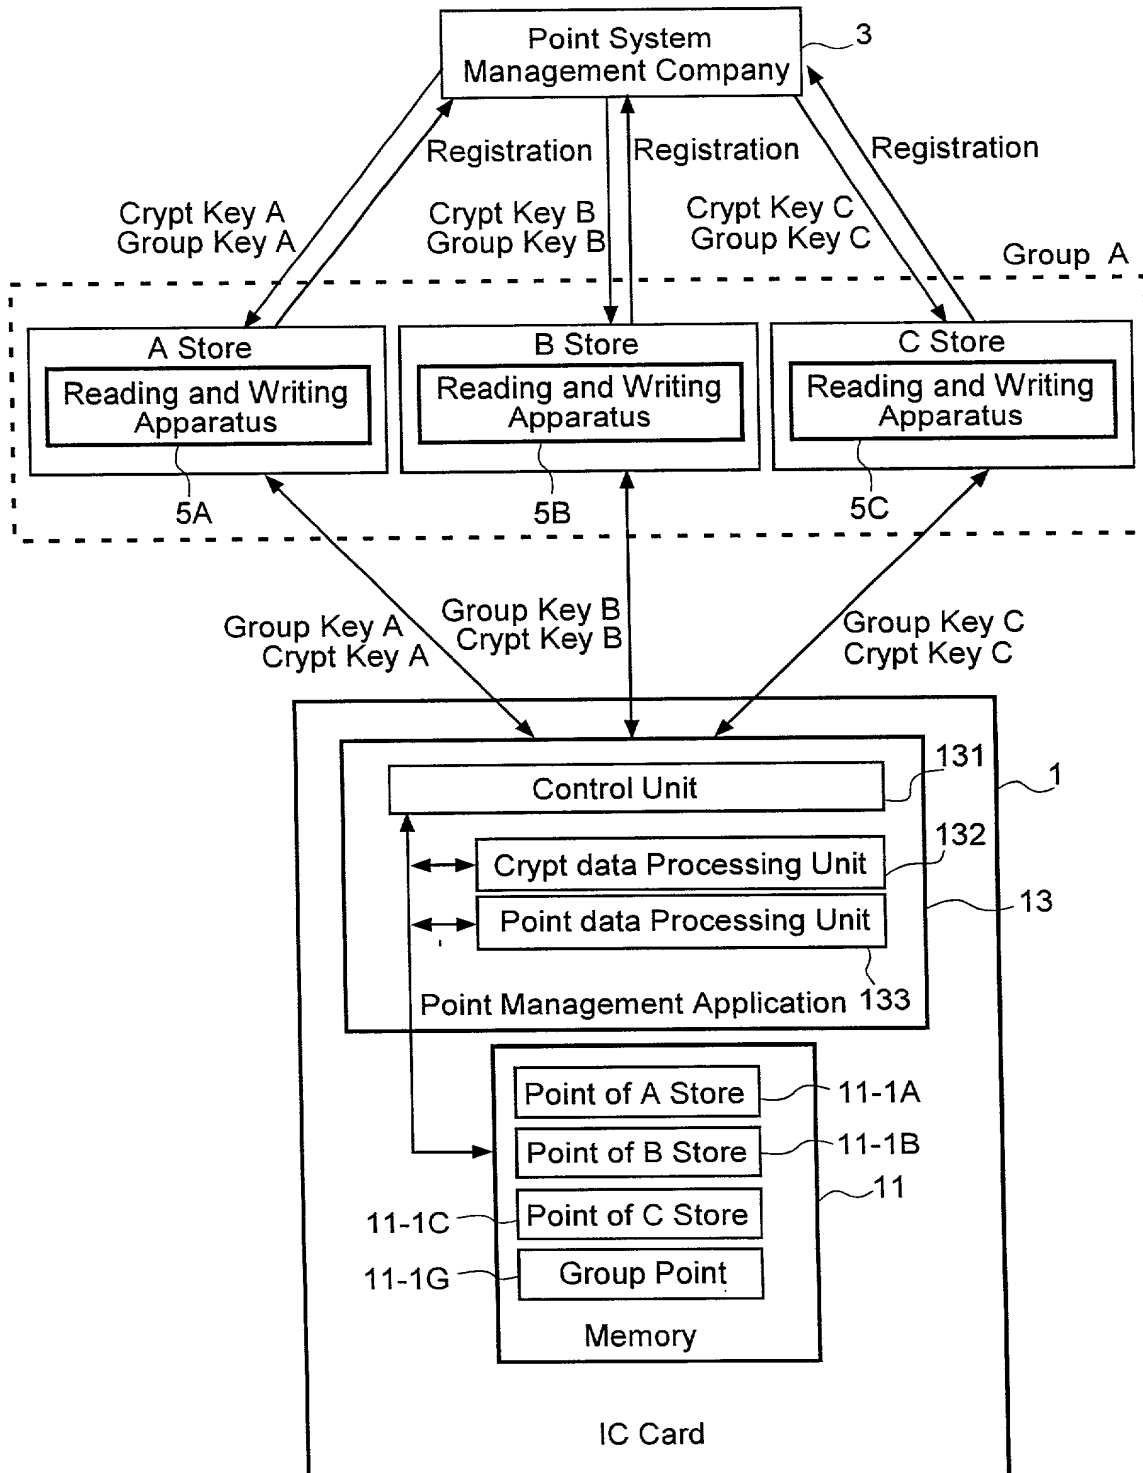 Point System
Management Company
3
Registration
Registration
Registration
Crypt Key A
Group Key A
Crypt Key B
Group Key B
Crypt Key C
Group Key C
Group A
A Store
Reading and Writing
Apparatus
B Store
Reading and Writing
Apparatus
C Store
Reading and Writing
Apparatus
5A
5B
5C
Group Key A
Crypt Key A
Group Key B
Crypt Key B
Group Key C
Crypt Key C
Control Unit
131
1
Crypt data Processing Unit
132
Point data Processing Unit
13
Point Management Application
133
Point of A Store
11-1A
Point of B Store
11-1B
11
11-1C
Point of C Store
11-1G
Group Point
Memory
IC Card